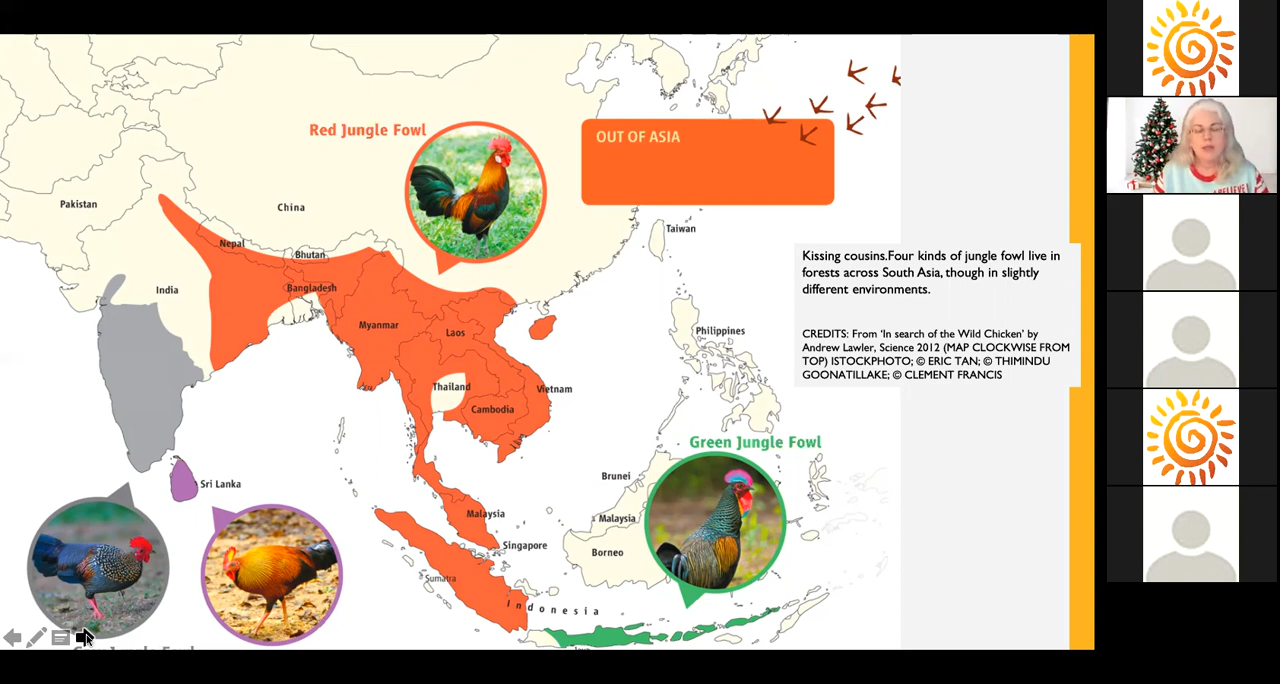 Red Jungle Fowl
OUT OF ASIA
Pakistan
China
Nepal
Bhutan
Taiwan
India
Bangladesh
Kissing cousins.Four kinds of jungle fowl live in
forests across South Asia, though in slightly
different environments.
Myanmar
Laos
Philippines
CREDITS: From ‘In search of the Wild Chicken’ by
Andrew Lawler, Science 2012 (MAP CLOCKWISE FROM
TOP) ISTOCKPHOTO; © ERIC TAN; © THIMINDU
GOONATILLAKE; © CLEMENT FRANCIS
Thailand
Vietnam
Cambodia
Green Jungle Fowl
Sri Lanka
Brunei
Malaysia
Malaysia
Singapore
Borneo
Sumatra
Indonesia